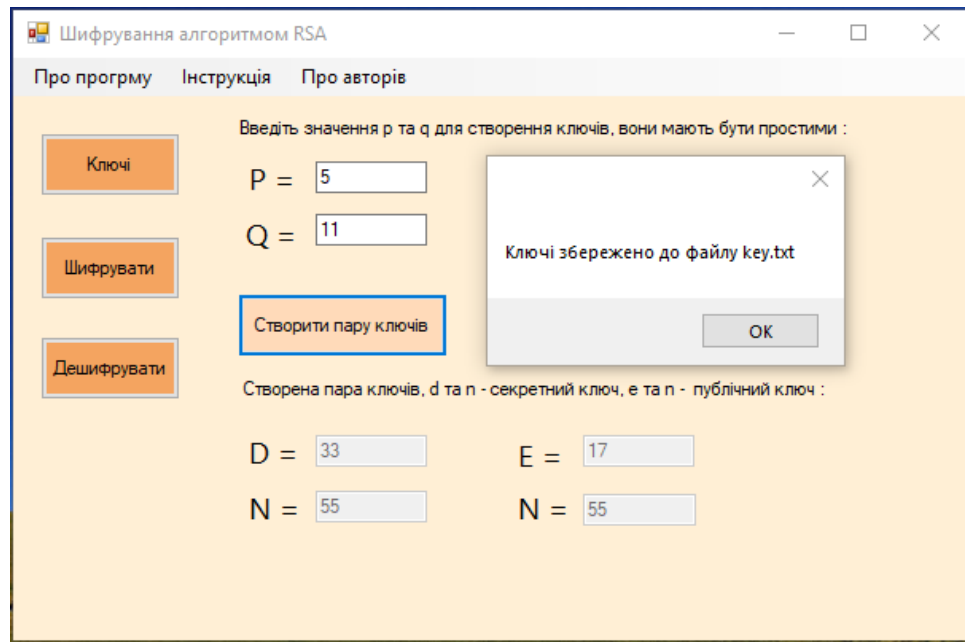 Шифрування алгоритмом RSA
Про прогрму Інструкція Про авторів
Введіть значення p та q для створення ключів, вони мають бути простими :
Ключі
P = 5
Q = 11
Ключі збережено до файлу key.txt
Шифрувати
Створити пару ключів
OK
Дешифрувати
Створена пара ключів, d та n - секретний ключ, e та n - публічний ключ :
D = 33 E = 17
N = 55 N = 55